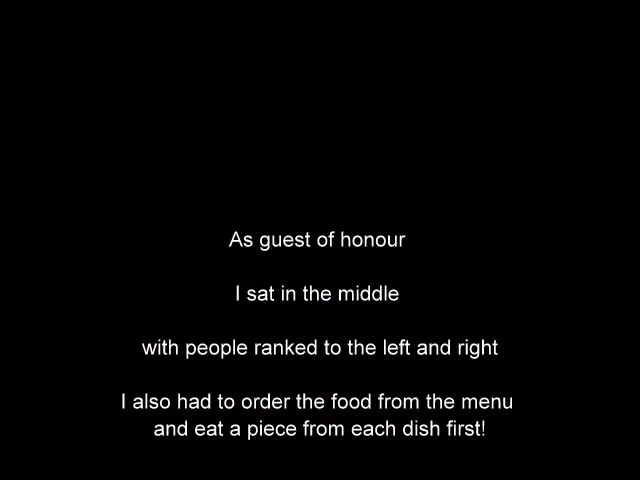 As guest of honour
I sat in the middle
with people ranked to the left and right
I also had to order the food from the menu
and eat a piece from each dish first!